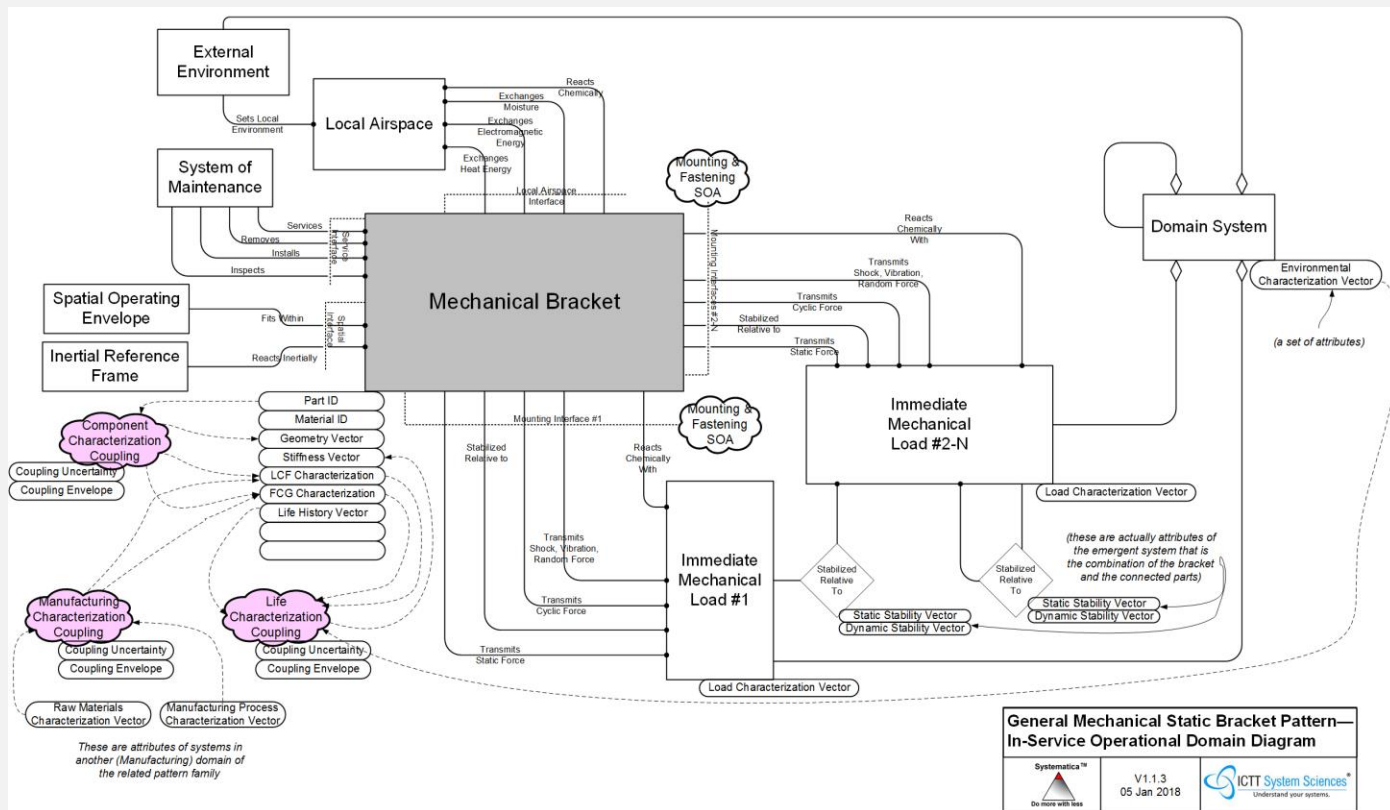 External
Environment
Sets Local
Environment
Local Airspace
Reacts
Chemically
Exchanges
Moisture
Exchanges
Electromagnetic
Energy
Exchanges
Heat Energy
System of
Maintenance
Services
Removes
Installs
Inspects
Service
Interface
Local Airspace
Interface
Mounting &
Fastening
SOA
Mounting Interfaces #2-N
Mechanical Bracket
Spatial Operating
Envelope
Fits Within
Spatial
Interface
Inertial Reference
Frame
Reacts Inertially
Reacts
Chemically
With
Transmits
Shock, Vibration,
Random Force
Transmits
Cyclic Force
Stabilized
Relative to
Transmits
Static Force
Domain System
Environmental
Characterization Vector
(a set of attributes)
Part ID
Material ID
Geometry Vector
Stiffness Vector
LCF Characterization
FCG Characterization
Life History Vector
Component
Characterization
Coupling
Coupling Uncertainty
Coupling Envelope
Mounting Interface #1
Mounting &
Fastening
SOA
Stabilized
Relative to
Reacts
Chemically
With
Immediate
Mechanical
Load #2-N
Load Characterization Vector
Transmits
Shock, Vibration,
Random Force
Transmits
Cyclic Force
Transmits
Static Force
Immediate
Mechanical
Load #1
Load Characterization Vector
Stabilized
Relative
To
Static Stability Vector
Dynamic Stability Vector
Stabilized
Relative
To
Static Stability Vector
Dynamic Stability Vector
(these are actually attributes of
the emergent system that is
the combination of the bracket
and the connected parts)
Manufacturing
Characterization
Coupling
Coupling Uncertainty
Coupling Envelope
Life
Characterization
Coupling
Coupling Uncertainty
Coupling Envelope
Raw Materials
Characterization Vector
Manufacturing Process
Characterization Vector
These are attributes of systems in
another (Manufacturing) domain of
the related pattern family
General Mechanical Static Bracket Pattern—
In-Service Operational Domain Diagram
Systematica™
Do more with less
V1.1.3
05 Jan 2018
ICTT System Sciences®
Understand your systems.